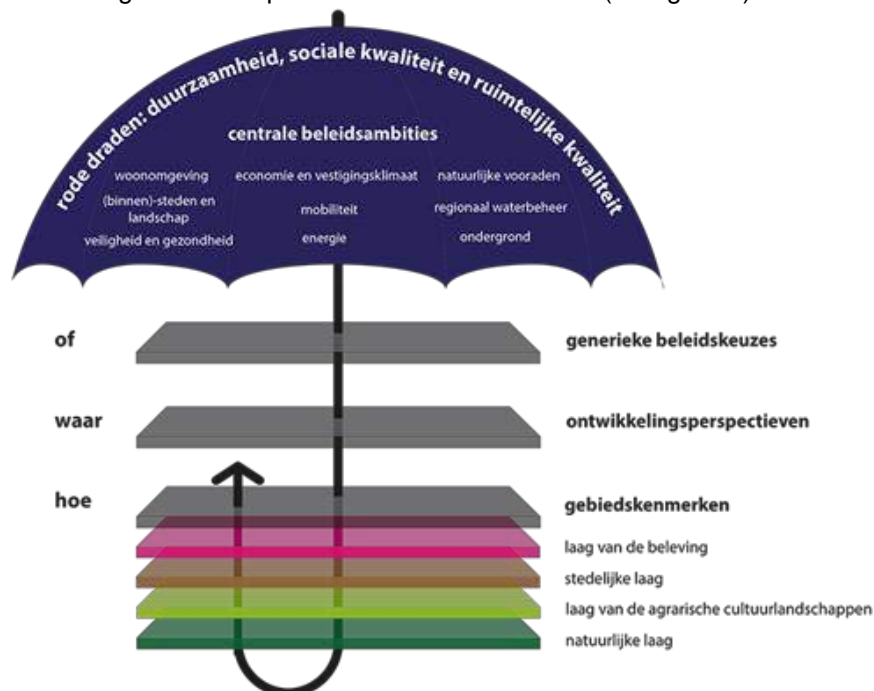 rode draden: duurzaamheid, sociale kwaliteit en ruimtelijke kwaliteit
centrale beleidsambities
woonomgeving
(binnen)-steden en
landschap
veiligheid en gezondheid
economie en vestigingsklimaat
mobiliteit
energie
natuurlijke vooraden
regionaal waterbeheer
ondergrond
of
generieke beleidskeuzes
waar
ontwikkelingsperspectieven
hoe
gebiedskenmerken
laag van de beleving
stedelijke laag
laag van de agrarische cultuurlandschappen
natuurlijke laag